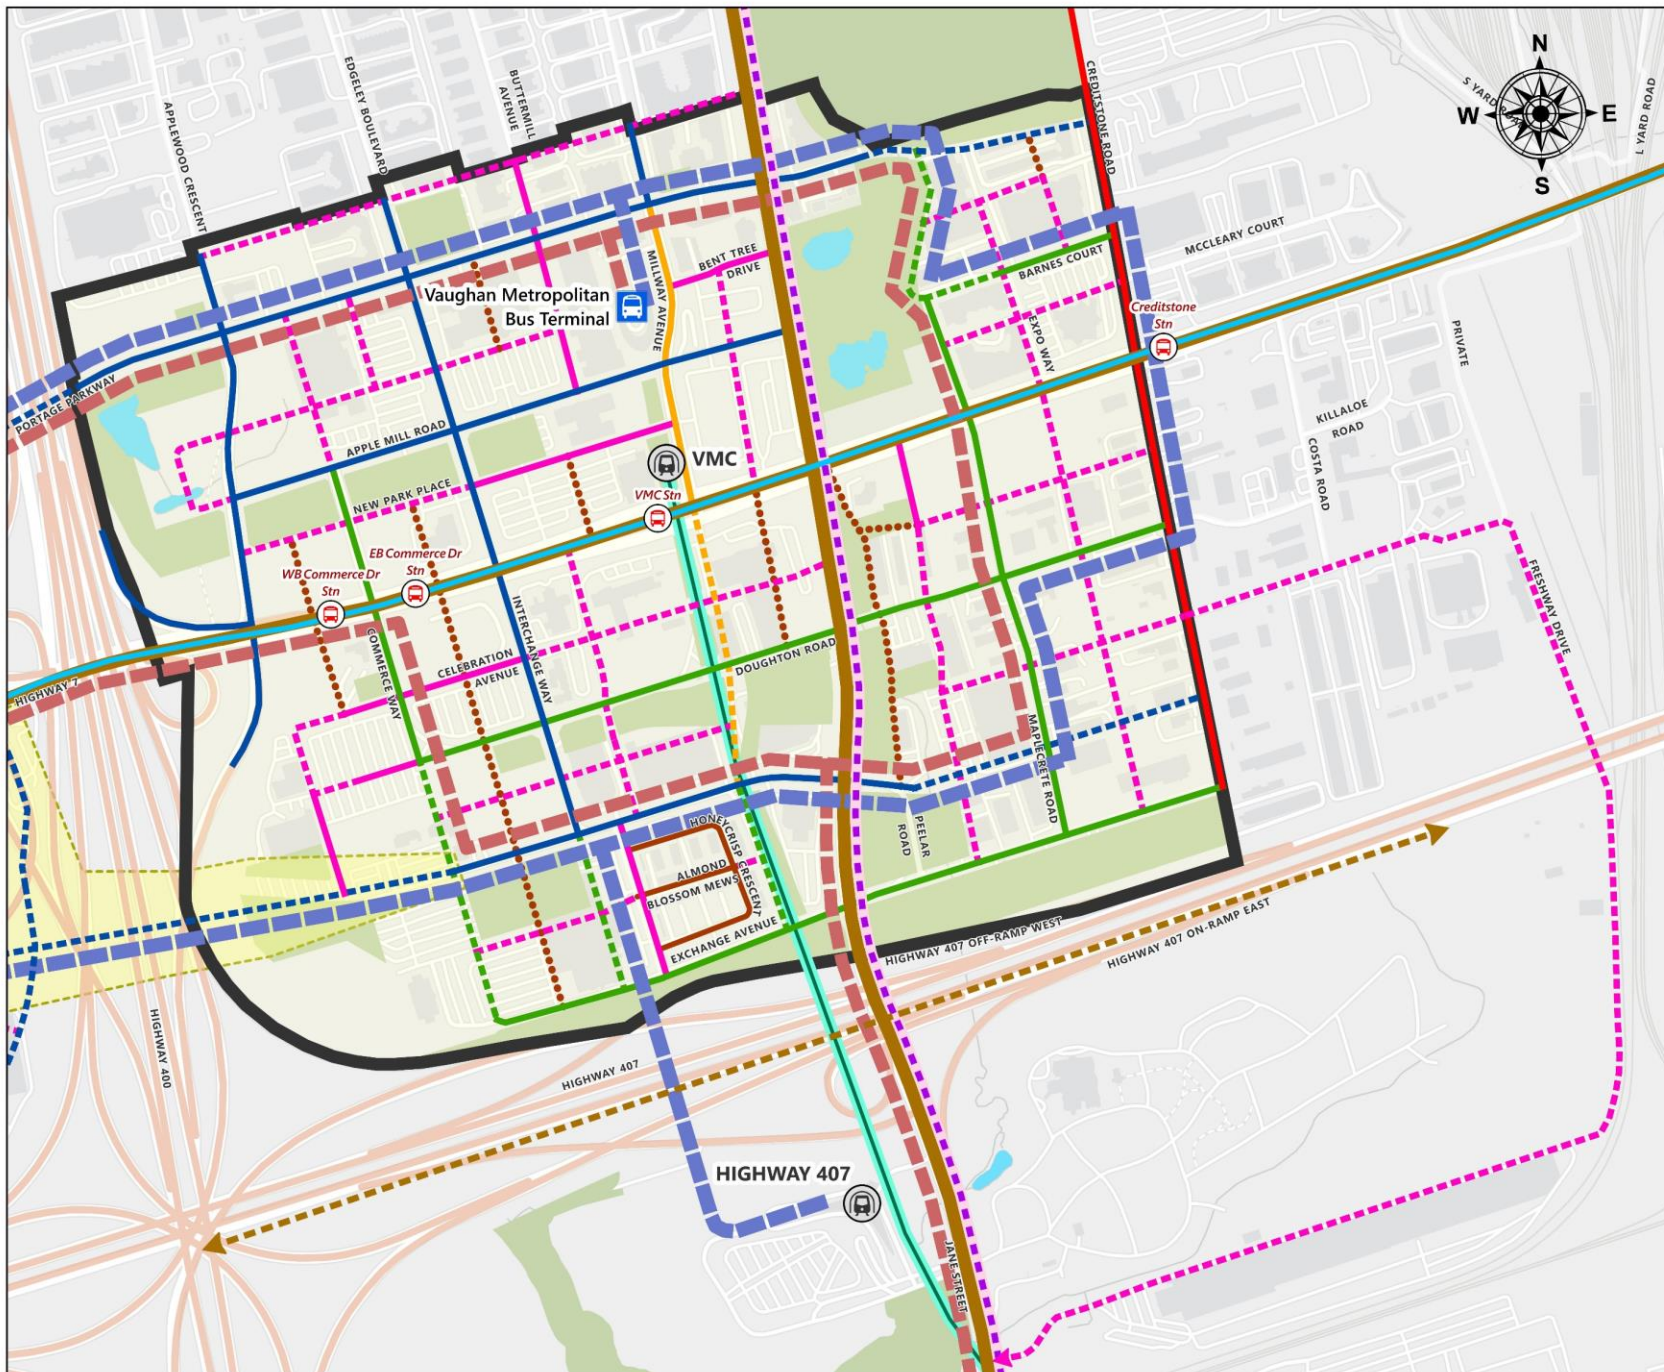 N
W
E
S
S YARD ROAD
L YARD ROAD
APPLEWOOD CRESCENT
EDGELEY BOULEVARD
BUTTERMILL
AVENUE
CREDITSTONE ROAD
MCCLEARY COURT
BENT TREE
DRIVE
MILLWAY AVENUE
BARNES COURT
Vaughan Metropolitan
Bus Terminal
Creditstone
Stn
EXPO WAY
PRIVATE
PORTAGE PARKWAY
APPLE MILL ROAD
KILLALOE
ROAD
COSTA ROAD
VMC
NEW PARK PLACE
VMC Stn
EB Commerce Dr
Stn
WB Commerce Dr
Stn
FRESHWAY DRIVE
INTERCHANGE WAY
COMMERCE WAY
CELEBRATION
AVENUE
DOUGHTON ROAD
HIGHWAY 7
MAPLECRETE ROAD
PEELAR
ROAD
HONEYCRISP CRESCENT
ALMOND
BLOSSOM MEWS
EXCHANGE AVENUE
HIGHWAY 407 OFF-RAMP WEST
HIGHWAY 407 ON-RAMP EAST
HIGHWAY 400
HIGHWAY 407
HIGHWAY 407
JANE STREET